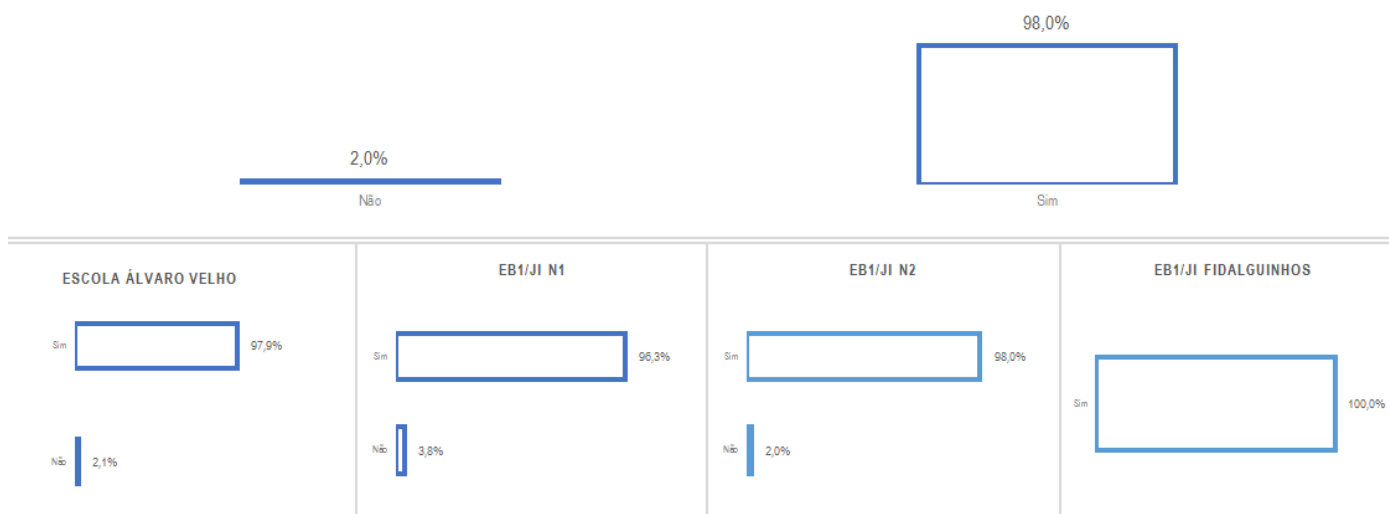 98,0%
2,0%
Não
Sim
ESCOLA ÁLVARO VELHO
Sim
97,9%
Não
2,1%
EB1/JI N1
Sim
96,3%
Não
3,8%
EB1/JI N2
Sim
98,0%
Não
2,0%
EB1/JI FIDALGUINHOS
Sim
100,0%